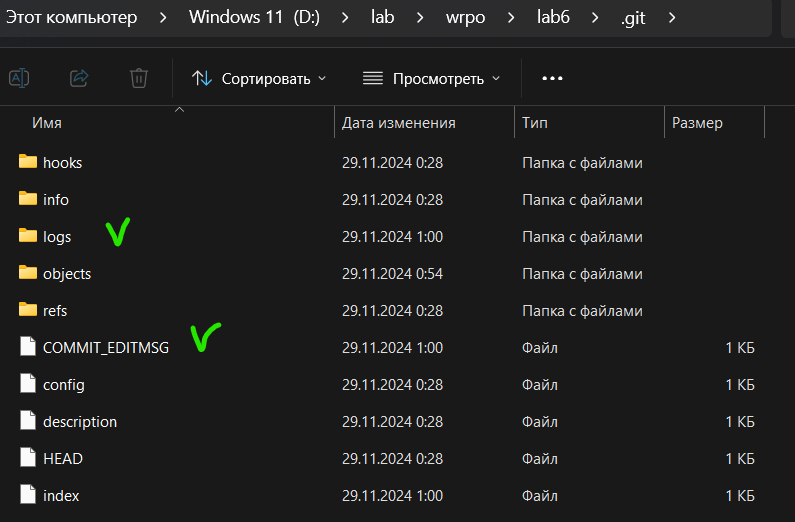 Этот компьютер > Windows 11 (D:) > lab > wrpo > lab6 > .git >
Сортировать Просмотреть ...
Имя Дата изменения Тип Размер
hooks 29.11.2024 0:28 Папка с файлами
info 29.11.2024 0:28 Папка с файлами
logs 29.11.2024 1:00 Папка с файлами
objects 29.11.2024 0:54 Папка с файлами
refs 29.11.2024 0:28 Папка с файлами
COMMIT_EDITMSG 29.11.2024 1:00 Файл 1 КБ
config 29.11.2024 0:28 Файл 1 КБ
description 29.11.2024 0:28 Файл 1 КБ
HEAD 29.11.2024 0:28 Файл 1 КБ
index 29.11.2024 1:00 Файл 1 КБ